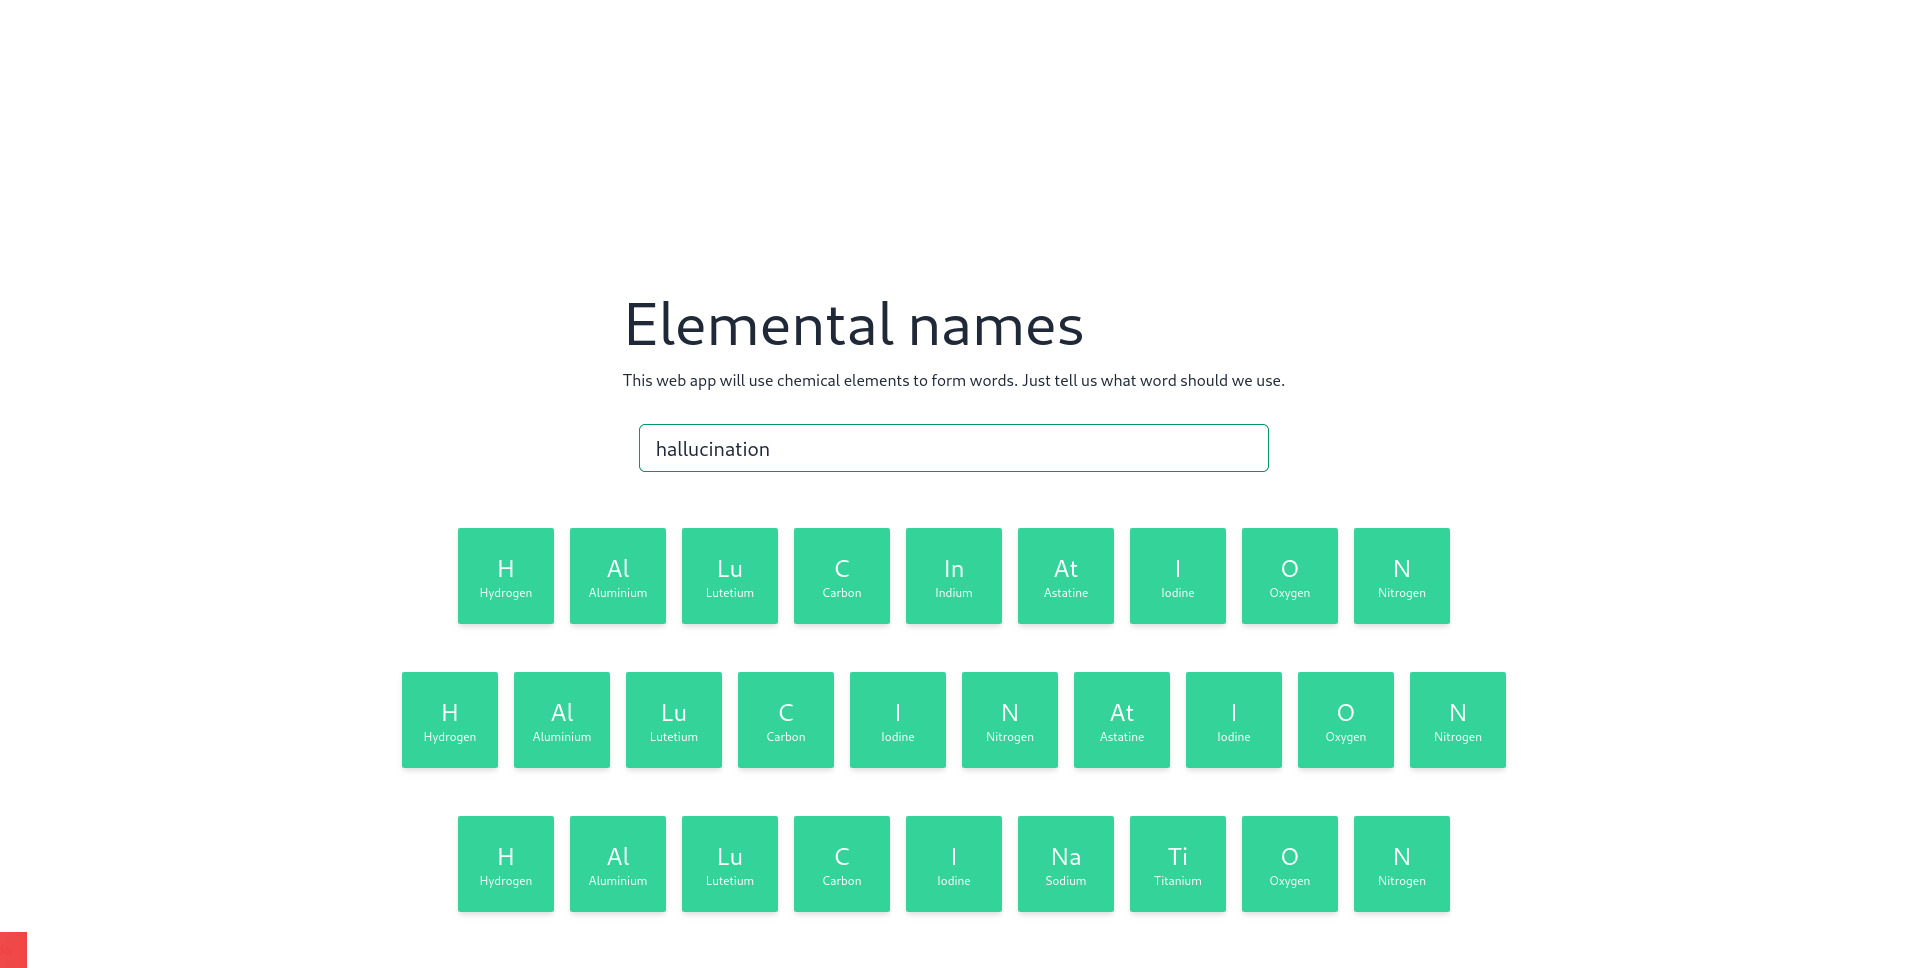 Elemental names
This web app will use chemical elements to form words. Just tell us what word should we use.
hallucination
H Al Lu C In At I O N
Hydrogen Aluminium Lutetium Carbon Indium Astatine Iodine Oxygen Nitrogen
H Al Lu C I N At I O N
Hydrogen Aluminium Lutetium Carbon Iodine Nitrogen Astatine Iodine Oxygen Nitrogen
H Al Lu C I Na Ti O N
Hydrogen Aluminium Lutetium Carbon Iodine Sodium Titanium Oxygen Nitrogen